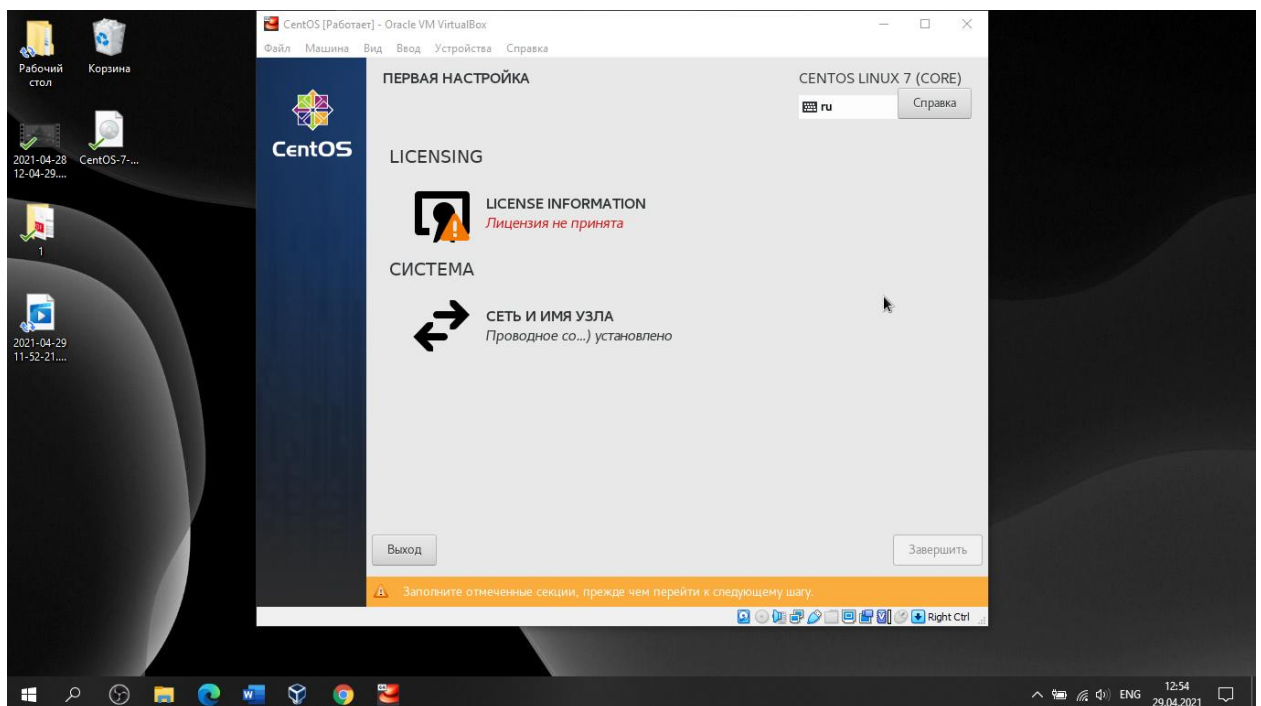 CentOS [Работает] - Oracle VM VirtualBox
Файл Машина Вид Ввод Устройства Справка
Рабочий
стол
Корзина
2021-04-28
12-04-29....
CentOS-7-...
1
2021-04-29
11-52-21....
CentOS
ПЕРВАЯ НАСТРОЙКА
CENTOS LINUX 7 (CORE)
ru
Справка
LICENSING
LICENSE INFORMATION
Лицензия не принята
СИСТЕМА
СЕТЬ И ИМЯ УЗЛА
Проводное со...) установлено
Выход
Завершить
Заполните отмеченные секции, прежде чем перейти к следующему шагу.
Right Ctrl
ENG
12:54
29.04.2021